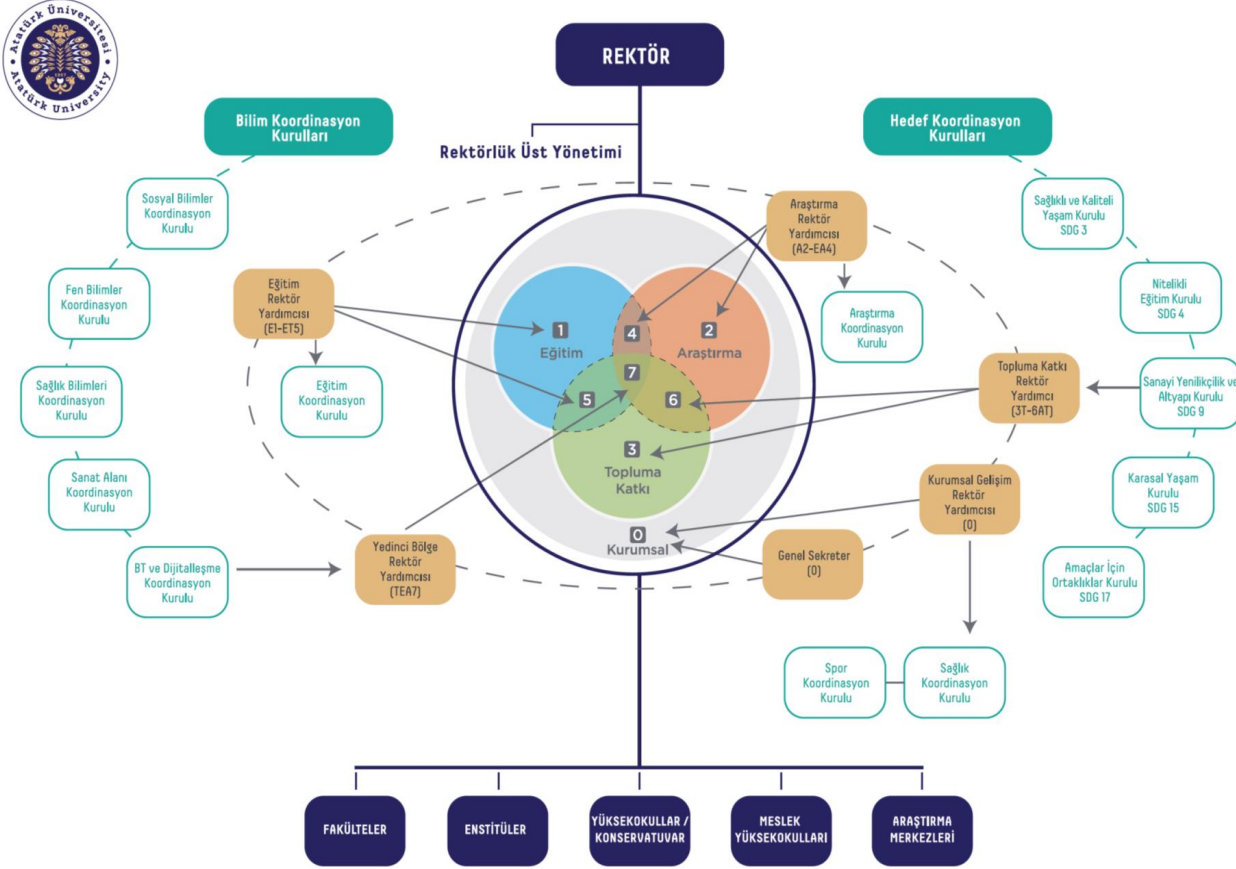 Atatürk Üniversitesi
Atatürk University
1957
REKTÖR
Bilim Koordinasyon
Kurulları
Hedef Koordinasyon
Kurulları
Rektörlük Üst Yönetimi
Sosyal Bilimler
Koordinasyon
Kurulu
Fen Bilimler
Koordinasyon
Kurulu
Sağlık Bilimleri
Koordinasyon
Kurulu
Sanat Alanı
Koordinasyon
Kurulu
BT ve Dijitalleşme
Koordinasyon
Kurulu
Eğitim
Rektör
Yardımcısı
(E1-ET5)
Eğitim
Koordinasyon
Kurulu
Yedinci Bölge
Rektör
Yardımcısı
(TEA7)
1
Eğitim
4
2
Araştırma
7
5
6
3
Topluma
Katkı
0
Kurumsal
Araştırma
Rektör
Yardımcısı
(A2-EA4)
Araştırma
Koordinasyon
Kurulu
Topluma Katkı
Rektör
Yardımcı
(3T-6AT)
Kurumsal Gelişim
Rektör
Yardımcısı
(0)
Genel Sekreter
(0)
Spor
Koordinasyon
Kurulu
Sağlık
Koordinasyon
Kurulu
Sağlıklı ve Kaliteli
Yaşam Kurulu
SDG 3
Nitelikli
Eğitim Kurulu
SDG 4
Sanayi Yenilikçilik ve
Altyapı Kurulu
SDG 9
Karasal Yaşam
Kurulu
SDG 15
Amaçlar İçin
Ortaklıklar Kurulu
SDG 17
FAKÜLTELER
ENSTİTÜLER
YÜKSEKOKULLAR /
KONSERVATUVAR
MESLEK
YÜKSEKOKULLARI
ARAŞTIRMA
MERKEZLERİ